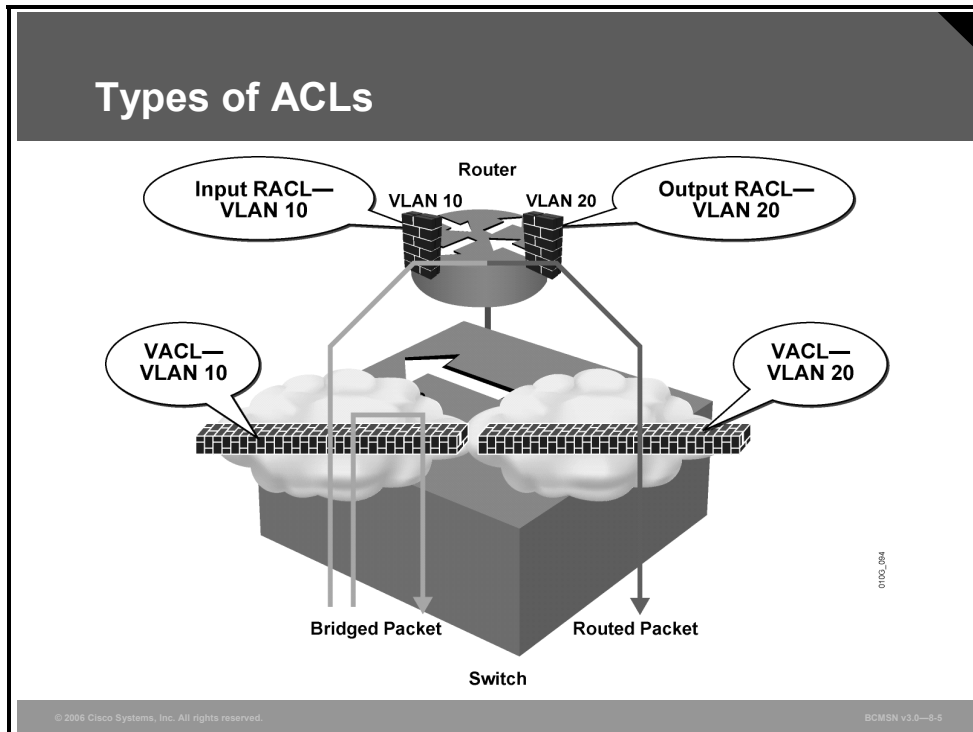 Types of ACLs
Router
Input RACL—
VLAN 10
VLAN 10
VLAN 20
Output RACL—
VLAN 20
VACL—
VLAN 10
VACL—
VLAN 20
010G_094
Bridged Packet
Routed Packet
Switch
© 2006 Cisco Systems, Inc. All rights reserved.
BCMSN v3.0—8-5